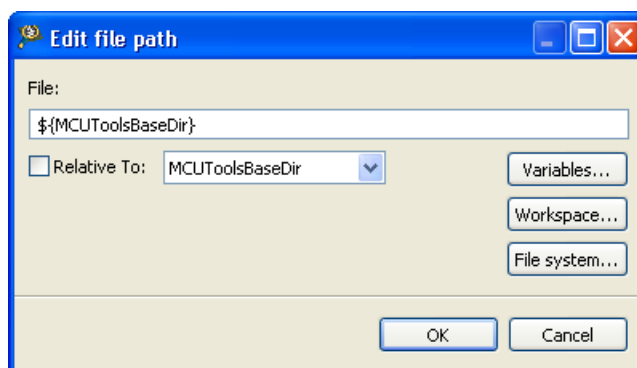 Edit file path
File:
${MCUToolsBaseDir}
Relative To: MCUToolsBaseDir Variables...
Workspace...
File system...
OK Cancel